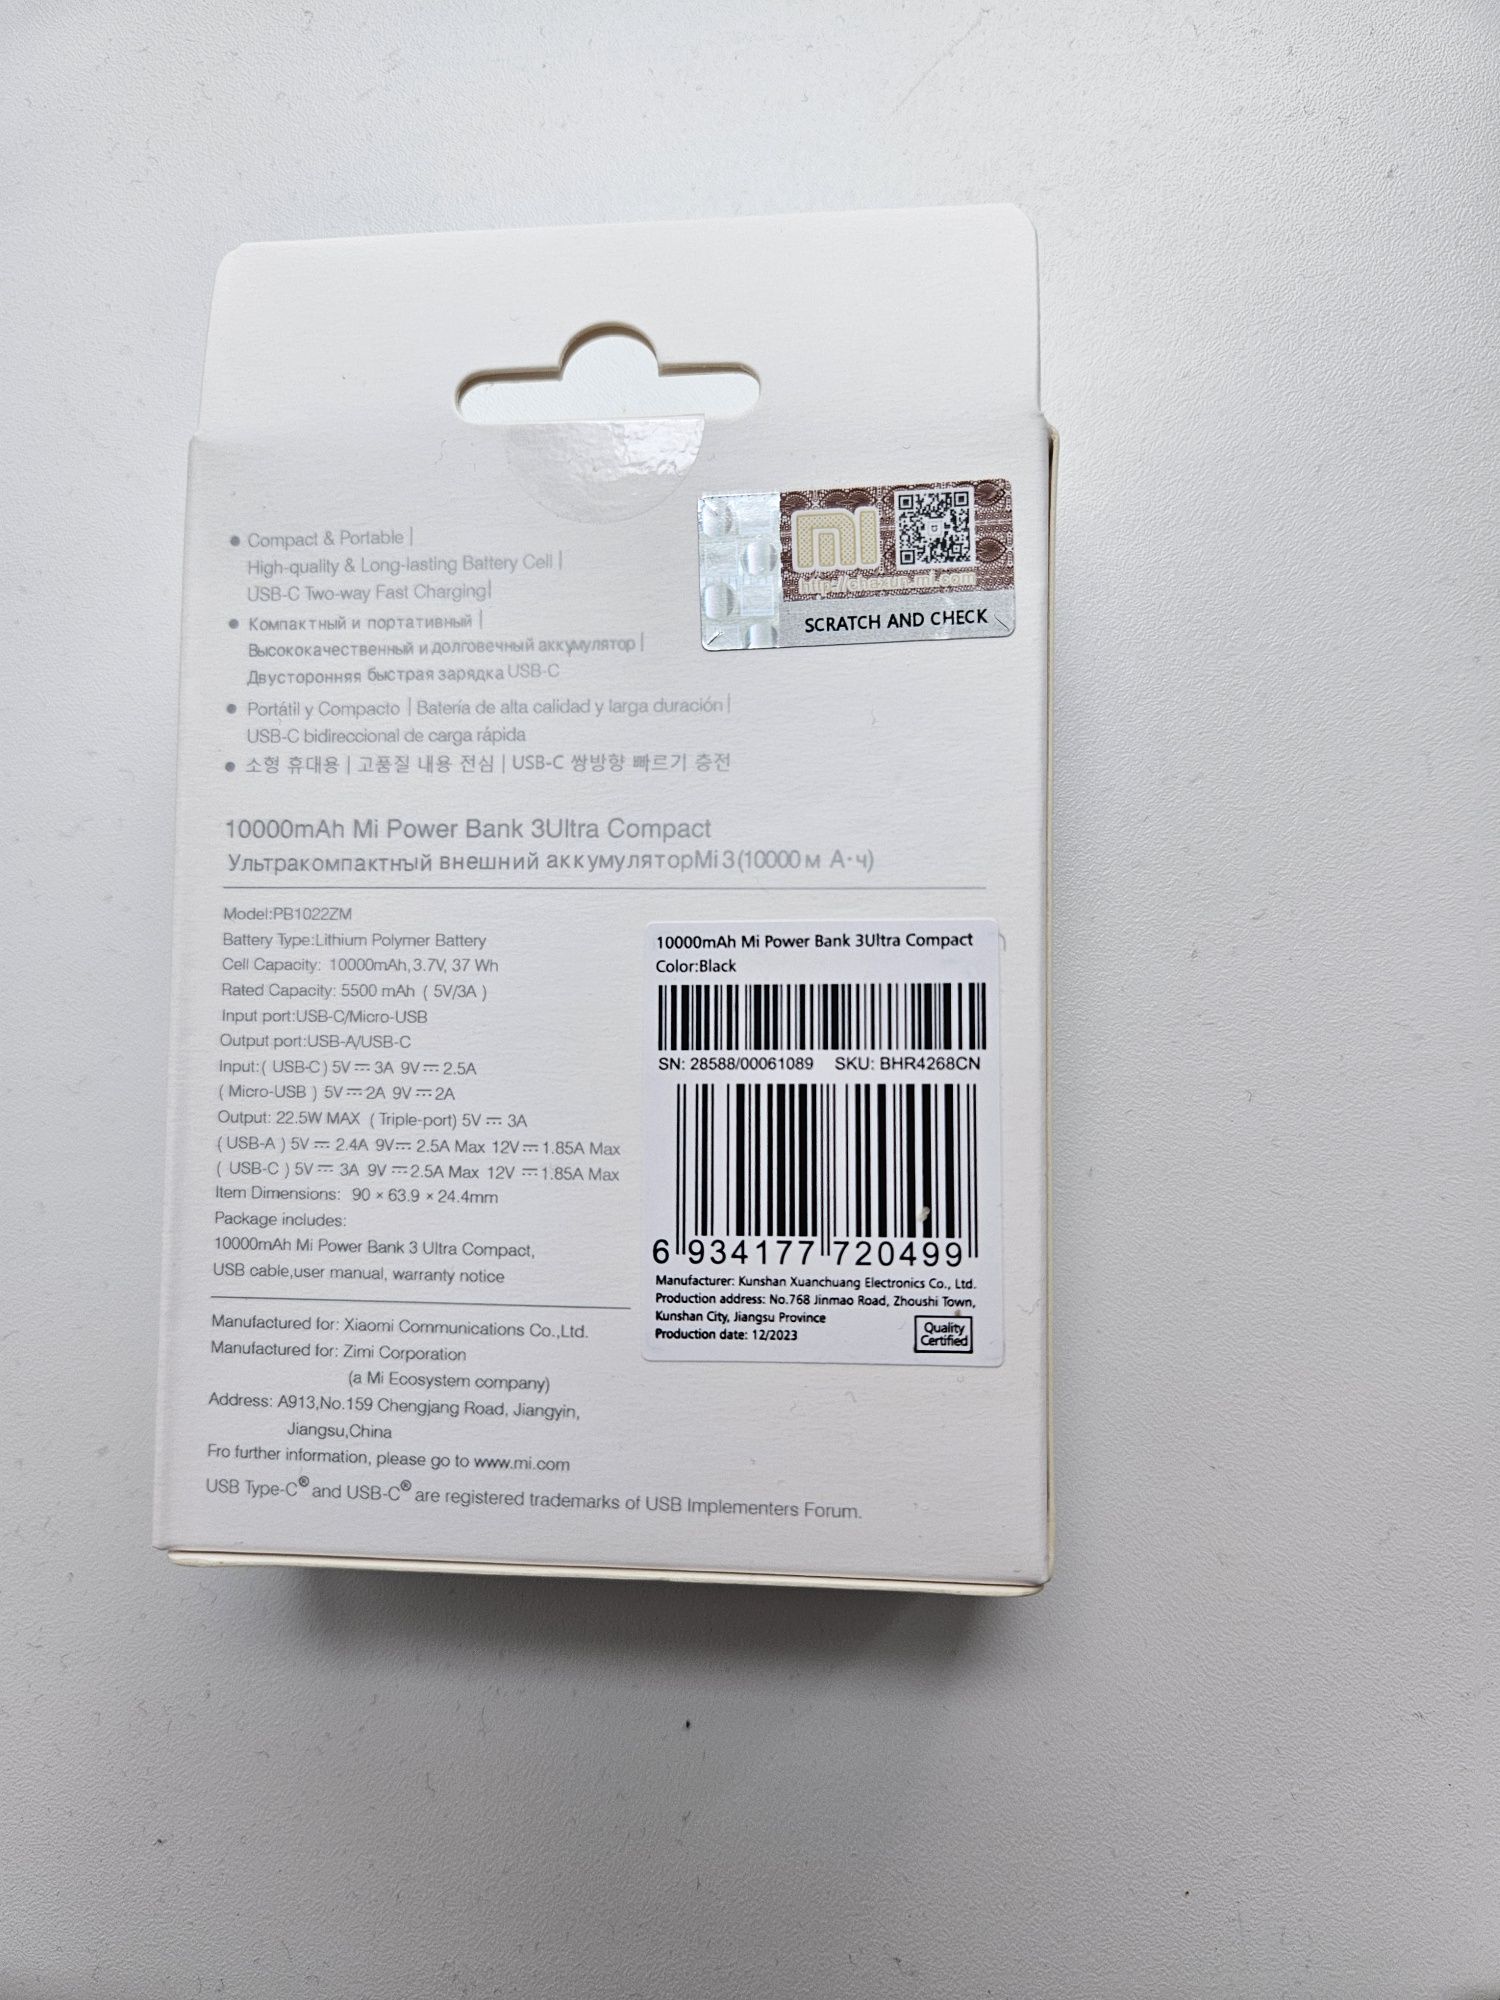 Compact & Portable |
High-quality & Long-lasting Battery Cell |
USB-C Two-way Fast Charging|
Компактный и портативный |
Высококачественный и долговечный аккумулятор |
Двусторонняя быстрая зарядка USB-C
Portátil y Compacto | Batería de alta calidad y larga duración |
USB-C bidireccional de carga rápida
소형 휴대용 | 고품질 내용 전심 | USB-C 쌍방향 빠르기 충전
mi
http://chaxun.mi.com
SCRATCH AND CHECK
10000mAh Mi Power Bank 3Ultra Compact
Ультракомпактный внешний аккумуляторMi 3(10000 м А·ч)
Model:PB1022ZM
Battery Type:Lithium Polymer Battery
Cell Capacity: 10000mAh,3.7V, 37 Wh
Rated Capacity: 5500 mAh ( 5V/3A )
Input port:USB-C/Micro-USB
Output port:USB-A/USB-C
Input:( USB-C ) 5V⎓3A 9V⎓2.5A
( Micro-USB ) 5V⎓2A 9V⎓2A
Output: 22.5W MAX ( Triple-port) 5V⎓3A
( USB-A ) 5V⎓2.4A 9V⎓2.5A Max 12V⎓1.85A Max
( USB-C ) 5V⎓3A 9V⎓2.5A Max 12V⎓1.85A Max
Item Dimensions: 90 × 63.9 × 24.4mm
Package includes:
10000mAh Mi Power Bank 3 Ultra Compact,
USB cable,user manual, warranty notice
Manufactured for: Xiaomi Communications Co.,Ltd.
Manufactured for: Zimi Corporation
(a Mi Ecosystem company)
Address: A913,No.159 Chengjang Road, Jiangyin,
Jiangsu,China
Fro further information, please go to www.mi.com
USB Type-C® and USB-C® are registered trademarks of USB Implementers Forum.
10000mAh Mi Power Bank 3Ultra Compact
Color:Black
SN: 28588/00061089 SKU: BHR4268CN
6 934177 720499
Manufacturer: Kunshan Xuanchuang Electronics Co., Ltd.
Production address: No.768 Jinmao Road, Zhoushi Town,
Kunshan City, Jiangsu Province
Production date: 12/2023
Quality
Certified